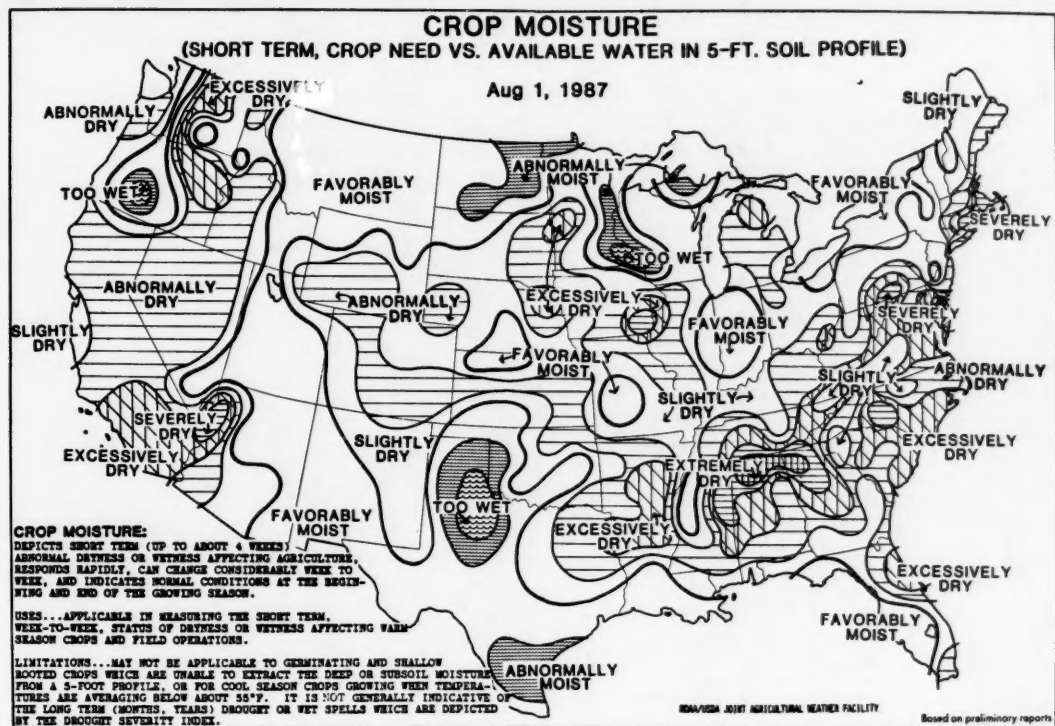 CROP MOISTURE
(SHORT TERM, CROP NEED VS. AVAILABLE WATER IN 5-FT. SOIL PROFILE)
Aug 1, 1987
EXCESSIVELY
DRY
ABNORMALLY
DRY
SLIGHTLY
DRY
TOO WET
FAVORABLY
MOIST
ABNORMALLY
MOIST
FAVORABLY
MOIST
SEVERELY
DRY
TOO WET
ABNORMALLY
DRY
ABNORMALLY
DRY
EXCESSIVELY
DRY
SEVERELY
DRY
SLIGHTLY
DRY
FAVORABLY
MOIST
FAVORABLY
MOIST
ABNORMALLY
DRY
SLIGHTLY
DRY
SLIGHTLY
DRY
SEVERELY
DRY
EXCESSIVELY
DRY
SLIGHTLY
DRY
EXCESSIVELY
DRY
EXTREMELY
DRY
TOO WET
FAVORABLY
MOIST
EXCESSIVELY
DRY
EXCESSIVELY
DRY
FAVORABLY
MOIST
ABNORMALLY
MOIST
CROP MOISTURE:
DEPICTS SHORT TERM (UP TO ABOUT 4 WEEKS)
ABNORMAL DRYNESS OR WETNESS AFFECTING AGRICULTURE,
RESPONDS RAPIDLY, CAN CHANGE CONSIDERABLY WEEK TO
WEEK, AND INDICATES NORMAL CONDITIONS AT THE BEGIN-
NING AND END OF THE GROWING SEASON.
USES...APPLICABLE IN MEASURING THE SHORT TERM,
WEEK-TO-WEEK, STATUS OF DRYNESS OR WETNESS AFFECTING WARM
SEASON CROPS AND FIELD OPERATIONS.
LIMITATIONS...MAY NOT BE APPLICABLE TO GERMINATING AND SHALLOW
ROOTED CROPS WHICH ARE UNABLE TO EXTRACT THE DEEP OR SUBSOIL MOISTURE
FROM A 5-FOOT PROFILE, OR FOR COOL SEASON CROPS GROWING WHEN TEMPERA-
TURES ARE AVERAGING BELOW ABOUT 55°F. IT IS NOT GENERALLY INDICATIVE OF
THE LONG TERM (MONTHS, YEARS) DROUGHT OR WET SPELLS WHICH ARE DEPICTED
BY THE DROUGHT SEVERITY INDEX.
NOAA/USDA JOINT AGRICULTURAL WEATHER FACILITY
Based on preliminary reports